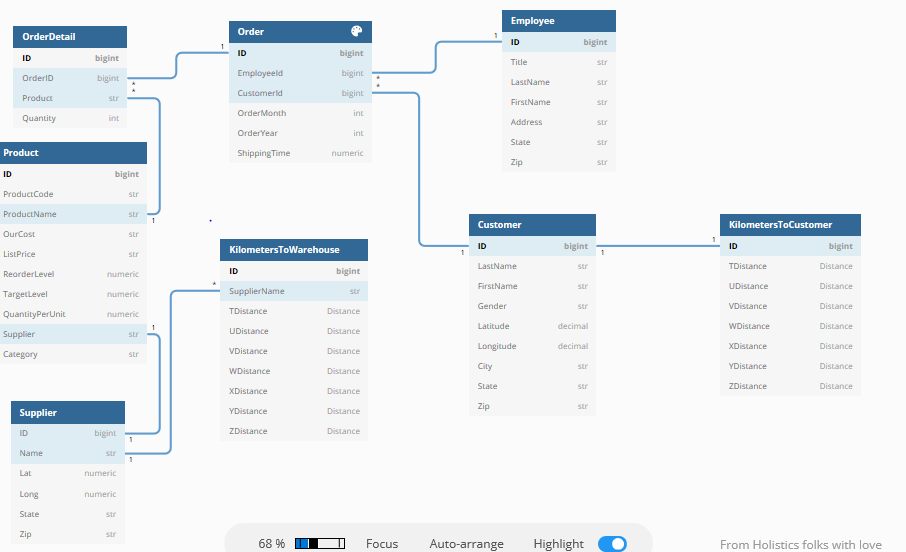 OrderDetail
ID bigint
OrderID bigint
Product str
Quantity int
*
*
1
Order
ID bigint
EmployeeId bigint
CustomerId bigint
OrderMonth int
OrderYear int
ShippingTime numeric
*
*
1
Employee
ID bigint
Title str
LastName str
FirstName str
Address str
State str
Zip str
Product
ID bigint
ProductCode str
ProductName str
OurCost str
ListPrice str
ReorderLevel numeric
TargetLevel numeric
QuantityPerUnit numeric
Supplier str
Category str
1
1
KilometersToWarehouse
ID bigint
SupplierName str
TDistance Distance
UDistance Distance
VDistance Distance
WDistance Distance
XDistance Distance
YDistance Distance
ZDistance Distance
*
Customer
ID bigint
LastName str
FirstName str
Gender str
Latitude decimal
Longitude decimal
City str
State str
Zip str
1
1
1
KilometersToCustomer
ID bigint
TDistance Distance
UDistance Distance
VDistance Distance
WDistance Distance
XDistance Distance
YDistance Distance
ZDistance Distance
Supplier
ID bigint
Name str
Lat numeric
Long numeric
State str
Zip str
1
1
68 % Focus Auto-arrange Highlight
From Holistics folks with love